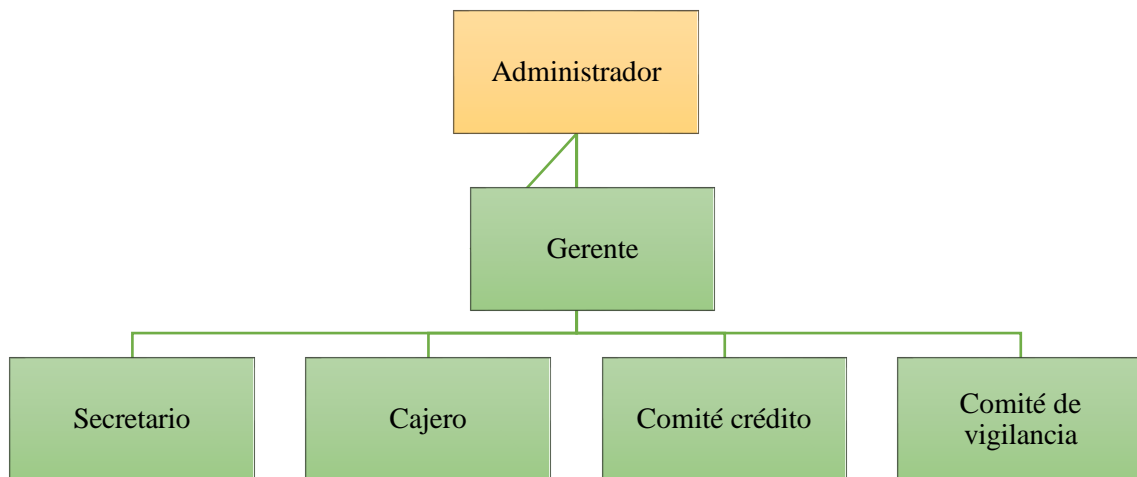 Administrador
Gerente
Secretario
Cajero
Comité crédito
Comité de
vigilancia